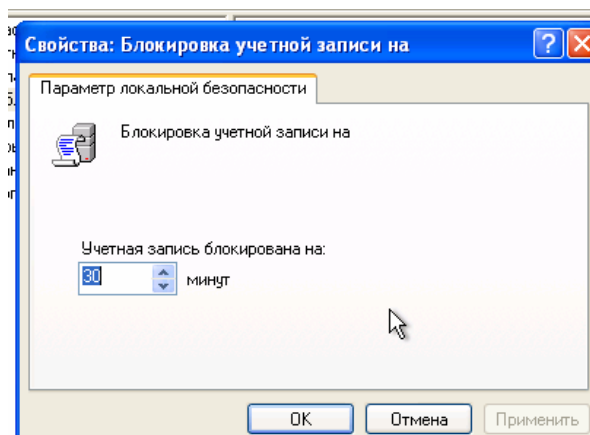 Свойства: Блокировка учетной записи на
Параметр локальной безопасности
Блокировка учетной записи на
Учетная запись блокирована на:
30 минут
OK Отмена Применить